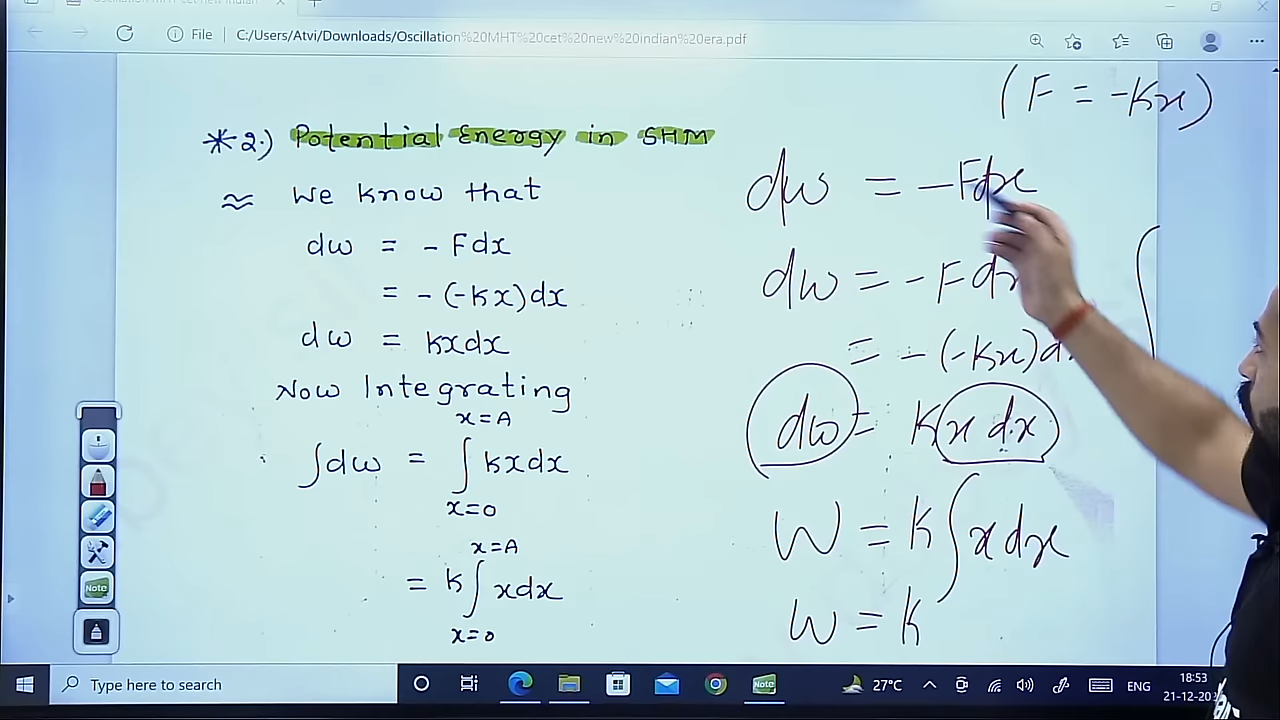 File | C:/Users/Atvi/Downloads/Oscillation%20MHT%20cet%20new%20indian%20era.pdf
(F = -Kx)
*2.) Potential Energy in SHM
≈ We know that
dw = - Fdx
= - (-Kx)dx
dw = Kxdx
Now Integrating
x=A
∫dw = ∫Kxdx
x=0
x=A
= K∫xdx
x=0
dw = -Fdx
dw = -Fdx
= -(-Kx)d
dw = K(x dx)
W = K∫x dx
W = K
Note
Type here to search
Note
27°C
ENG
18:53
21-12-20